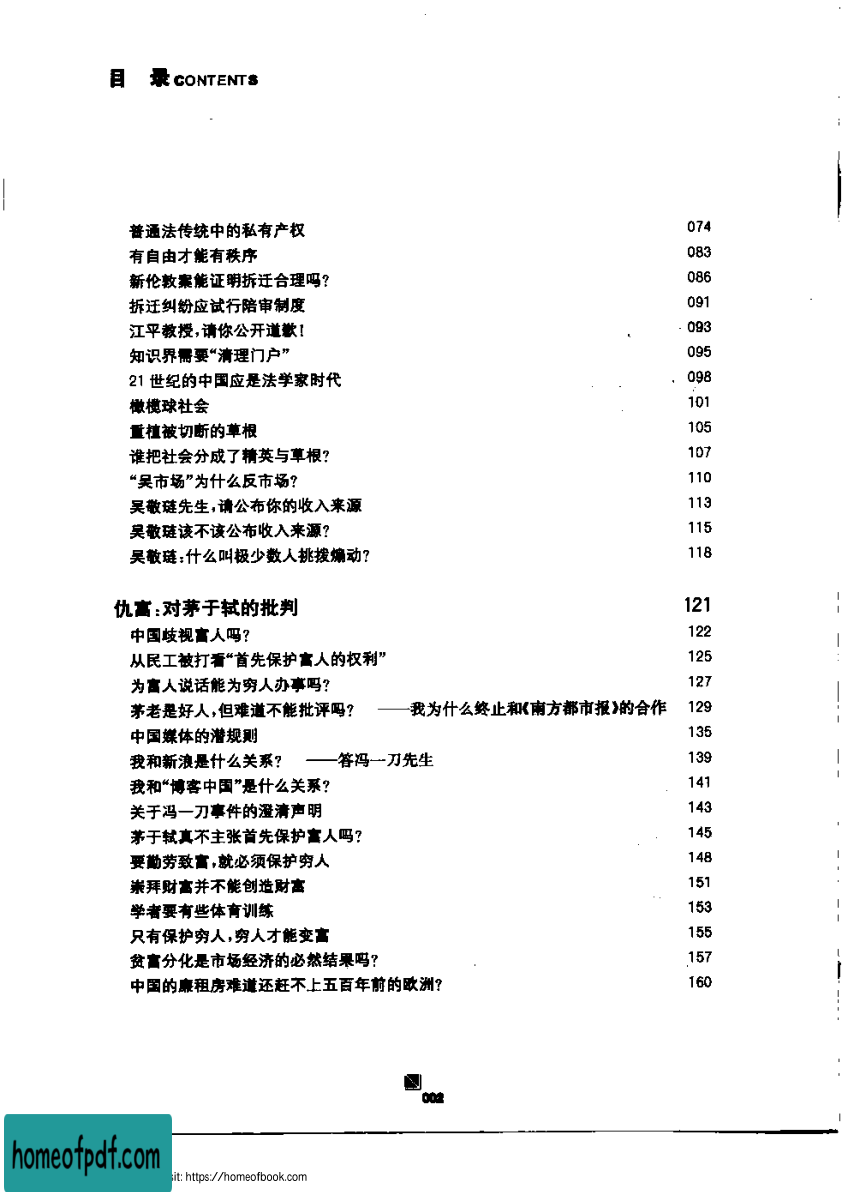 目 录 CONTENTS
普通法传统中的私有产权 074
有自由才能有秩序 083
新伦敦案能证明拆迁合理吗? 086
拆迁纠纷应试行陪审制度 091
江平教授,请你公开道歉! 093
知识界需要“清理门户” 095
21世纪的中国应是法学家时代 098
橄榄球社会 101
重植被切断的草根 105
谁把社会分成了精英与草根? 107
“吴市场”为什么反市场? 110
吴敬琏先生,请公布你的收入来源 113
吴敬琏该不该公布收入来源? 115
吴敬琏:什么叫极少数人挑拨煽动? 118
仇富:对茅于轼的批判 121
中国歧视富人吗? 122
从民工被打看“首先保护富人的权利” 125
为富人说话能为穷人办事吗? 127
茅老是好人,但难道不能批评吗? ——我为什么终止和《南方都市报》的合作 129
中国媒体的潜规则 135
我和新浪是什么关系? ——答冯一刀先生 139
我和“博客中国”是什么关系? 141
关于冯一刀事件的澄清声明 143
茅于轼真不主张首先保护富人吗? 145
要勤劳致富,就必须保护穷人 148
崇拜财富并不能创造财富 151
学者要有些体育训练 153
只有保护穷人,穷人才能变富 155
贫富分化是市场经济的必然结果吗? 157
中国的廉租房难道还赶不上五百年前的欧洲? 160
002
homeofpdf.com
sit: https://homeofbook.com